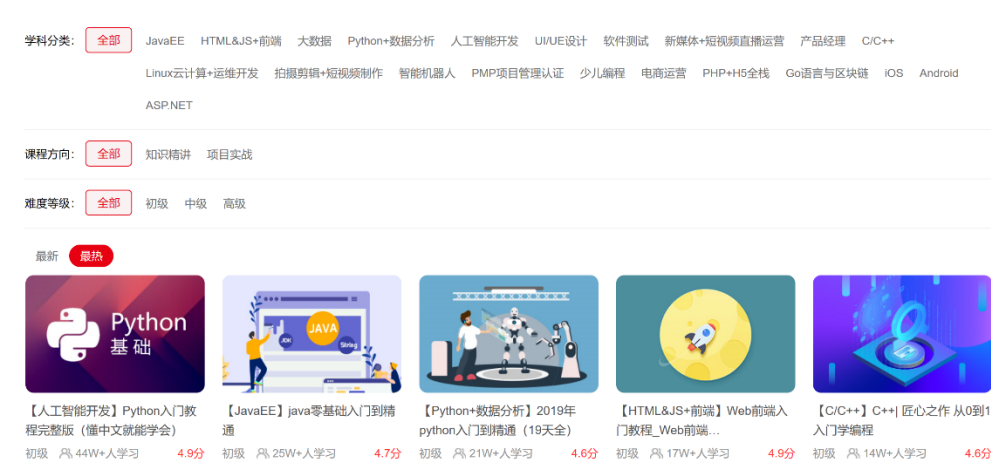 学科分类： 全部 JavaEE HTML&JS+前端 大数据 Python+数据分析 人工智能开发 UI/UE设计 软件测试 新媒体+短视频直播运营 产品经理 C/C++
Linux云计算+运维开发 拍摄剪辑+短视频制作 智能机器人 PMP项目管理认证 少儿编程 电商运营 PHP+H5全栈 Go语言与区块链 iOS Android
ASP.NET
课程方向： 全部 知识精讲 项目实战
难度等级： 全部 初级 中级 高级
最新 最热
Python
基础
JAVA
JDK
String
【人工智能开发】Python入门教
程完整版（懂中文就能学会）
初级 44W+人学习 4.9分
【JavaEE】java零基础入门到精
通
初级 25W+人学习 4.7分
【Python+数据分析】2019年
python入门到精通（19天全）
初级 21W+人学习 4.6分
【HTML&JS+前端】Web前端入
门教程_Web前端...
初级 17W+人学习 4.9分
【C/C++】C++| 匠心之作 从0到1
入门学编程
初级 14W+人学习 4.6分